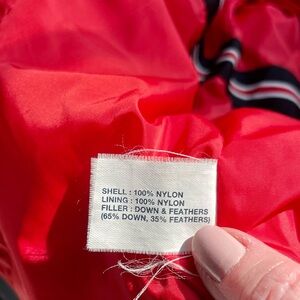 SHELL : 100% NYLON
LINING : 100% NYLON
FILLER : DOWN & FEATHERS
(65% DOWN, 35% FEATHERS)